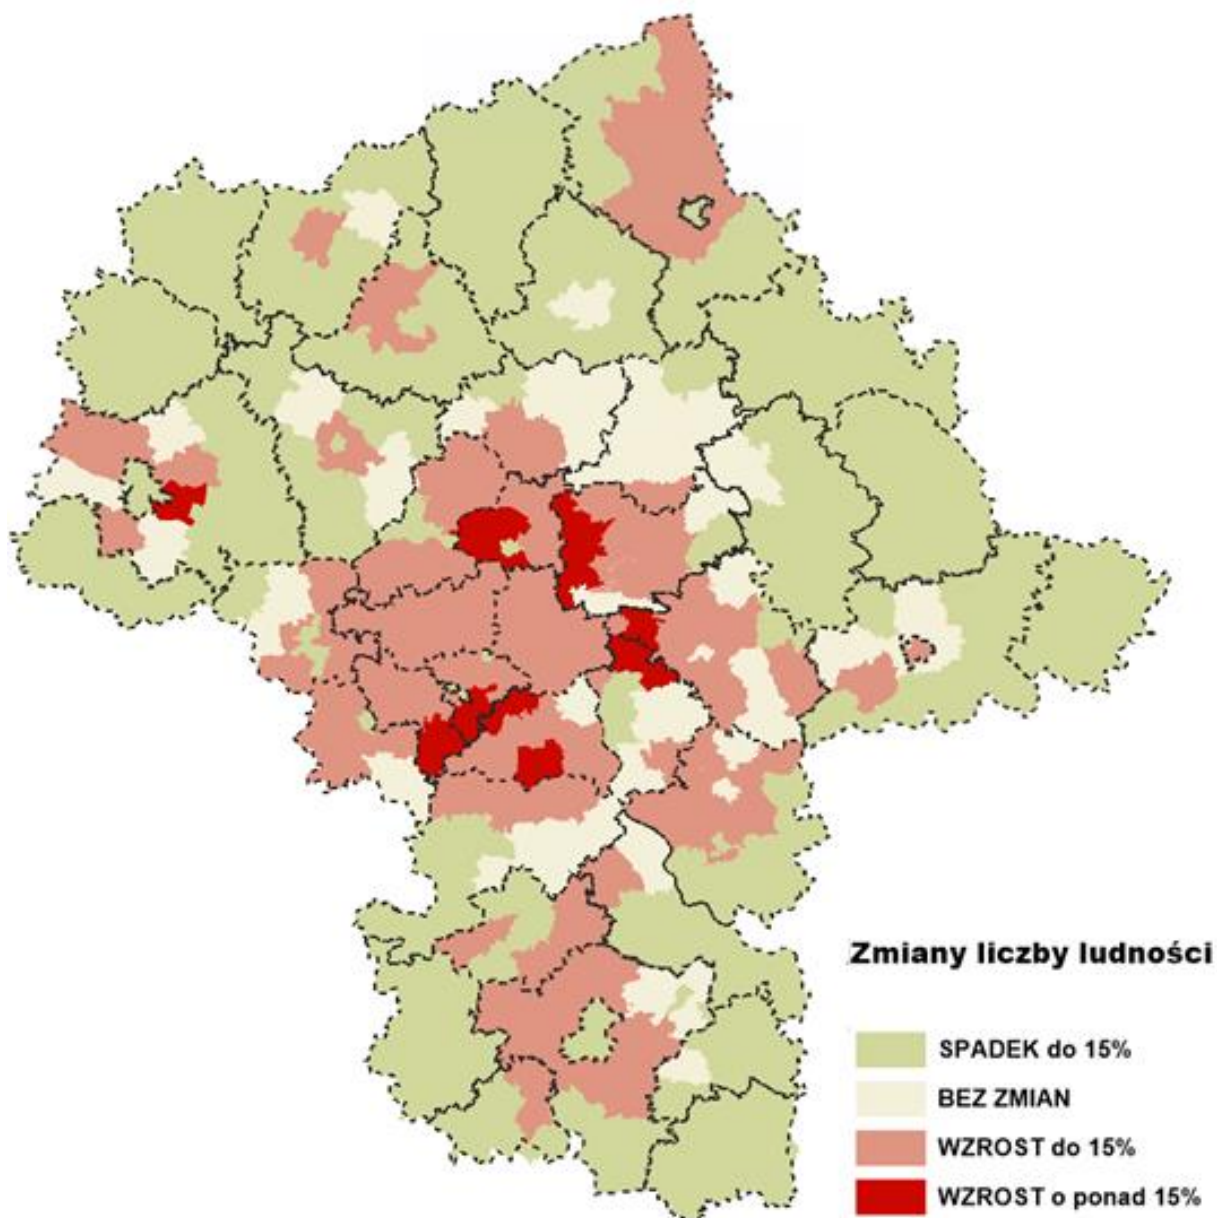 Zmiany liczby ludności
SPADEK do 15%
BEZ ZMIAN
WZROST do 15%
WZROST o ponad 15%